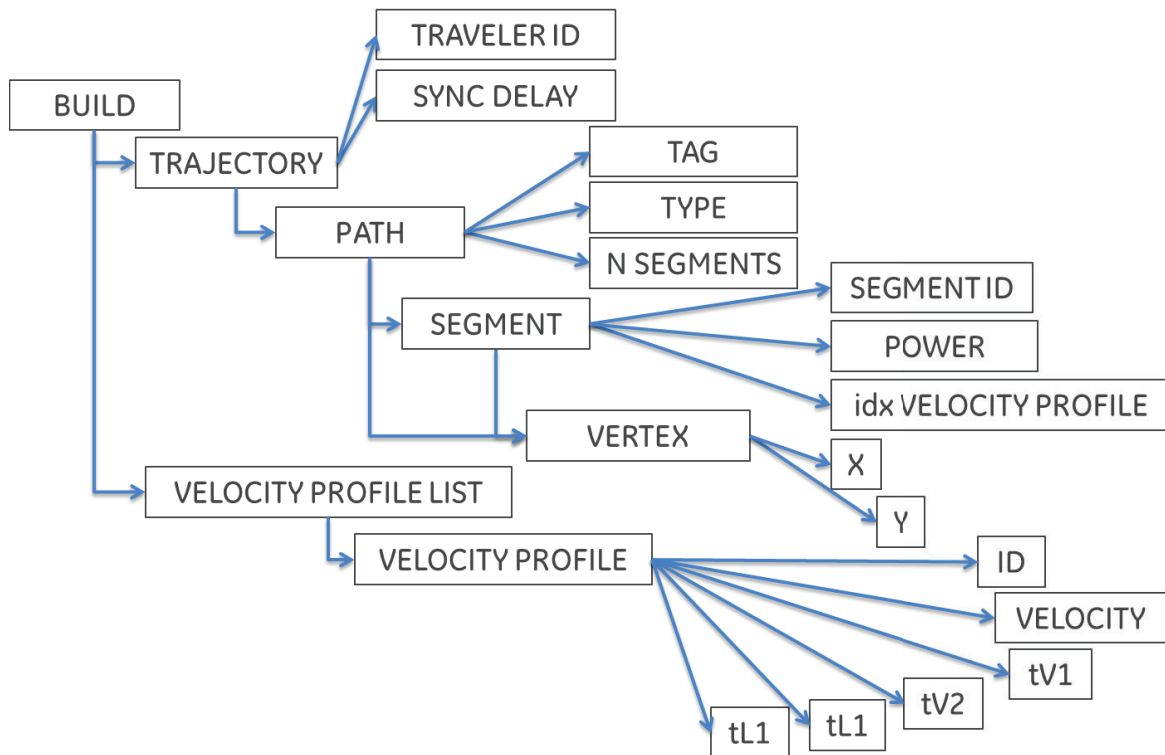 TRAVELER ID
SYNC DELAY
BUILD
TRAJECTORY
TAG
TYPE
PATH
N SEGMENTS
SEGMENT ID
SEGMENT
POWER
idx VELOCITY PROFILE
VERTEX
X
VELOCITY PROFILE LIST
Y
VELOCITY PROFILE
ID
VELOCITY
tV1
tV2
tL1
tL1